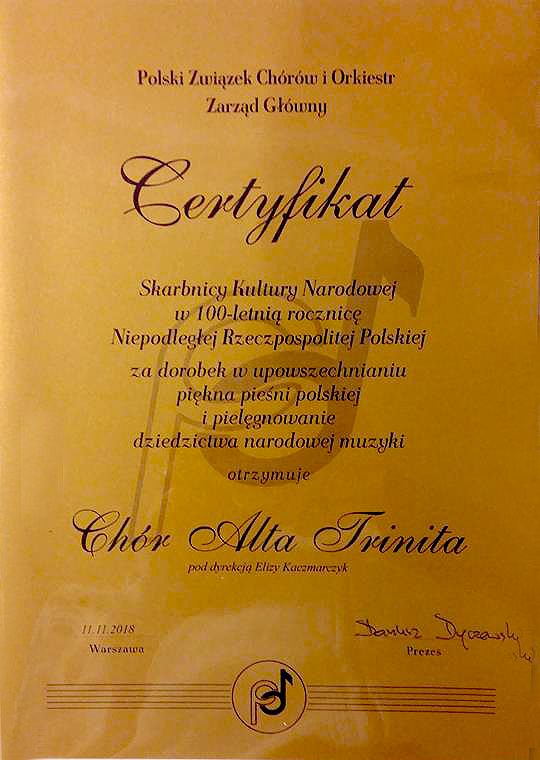 Polski Związek Chórów i Orkiestr
Zarząd Główny
Certyfikat
Skarbnicy Kultury Narodowej
w 100-letnią rocznicę
Niepodległej Rzeczpospolitej Polskiej
za dorobek w upowszechnianiu
piękna pieśni polskiej
i pielęgnowanie
dziedzictwa narodowej muzyki
otrzymuje
Chór Alta Trinita
pod dyrekcją Elizy Kaczmarczyk
11.11.2018
Warszawa
Dariusz Dyczewski
Prezes